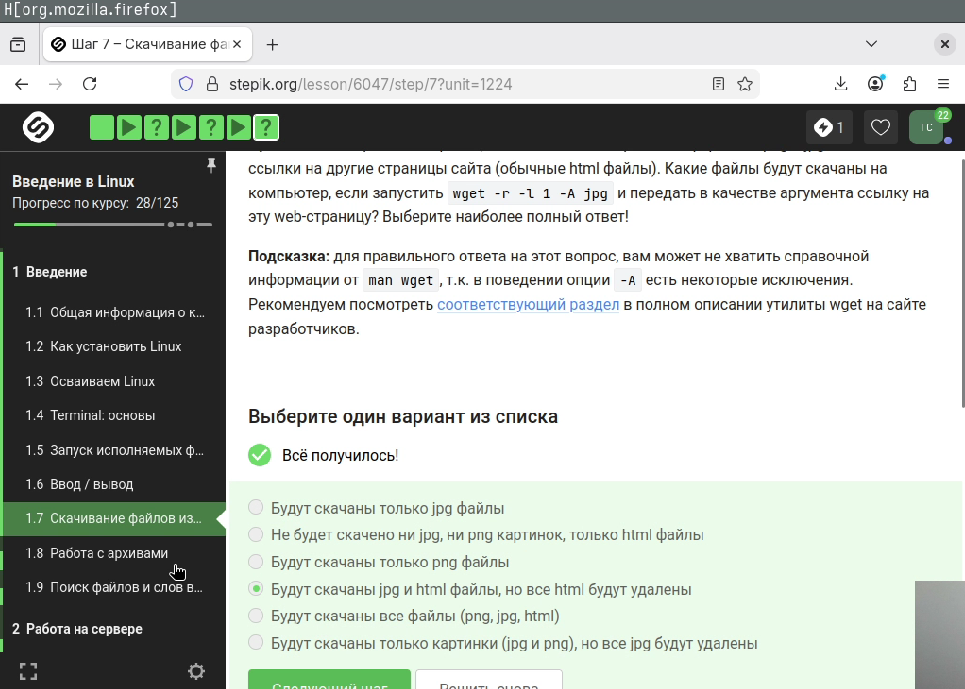 H[org.mozilla.firefox]
Шаг 7 – Скачивание фа
stepik.org/lesson/6047/step/7?unit=1224
1
TC
22
Введение в Linux
Прогресс по курсу: 28/125
1 Введение
1.1 Общая информация о к...
1.2 Как установить Linux
1.3 Осваиваем Linux
1.4 Terminal: основы
1.5 Запуск исполняемых ф...
1.6 Ввод / вывод
1.7 Скачивание файлов из...
1.8 Работа с архивами
1.9 Поиск файлов и слов в...
2 Работа на сервере
ссылки на другие страницы сайта (обычные html файлы). Какие файлы будут скачаны на
компьютер, если запустить wget -r -l 1 -A jpg и передать в качестве аргумента ссылку на
эту web-страницу? Выберите наиболее полный ответ!
Подсказка: для правильного ответа на этот вопрос, вам может не хватить справочной
информации от man wget, т.к. в поведении опции -A есть некоторые исключения.
Рекомендуем посмотреть соответствующий раздел в полном описании утилиты wget на сайте
разработчиков.
Выберите один вариант из списка
Всё получилось!
Будут скачаны только jpg файлы
Не будет скачено ни jpg, ни png картинок, только html файлы
Будут скачаны только png файлы
Будут скачаны jpg и html файлы, но все html будут удалены
Будут скачаны все файлы (png, jpg, html)
Будут скачаны только картинки (jpg и png), но все jpg будут удалены
Следующий шаг
Решить снова